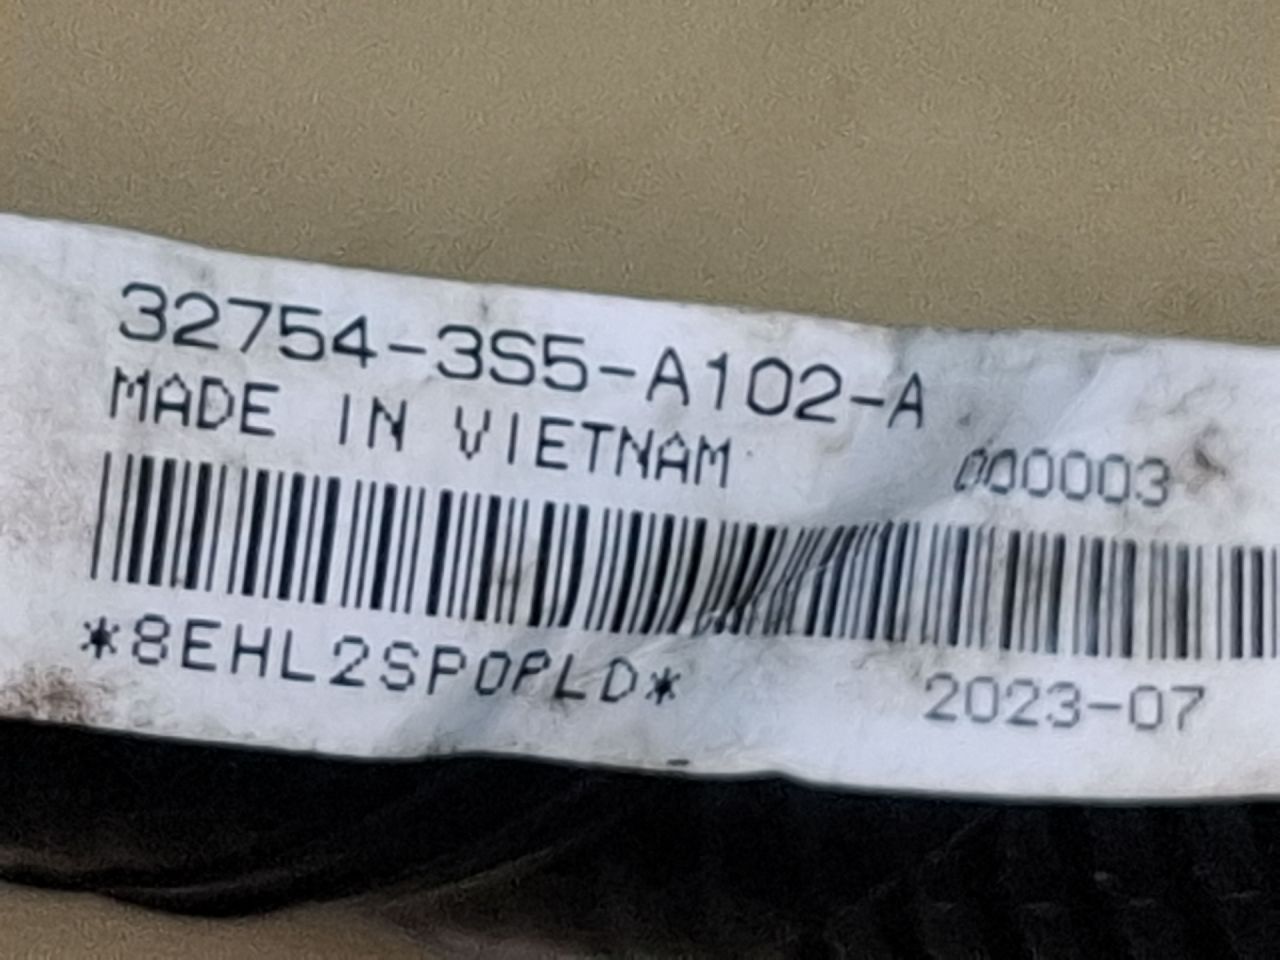 32754-3S5-A102-A
MADE IN VIETNAM
000003
*8EHL2SP0PLD*
2023-07